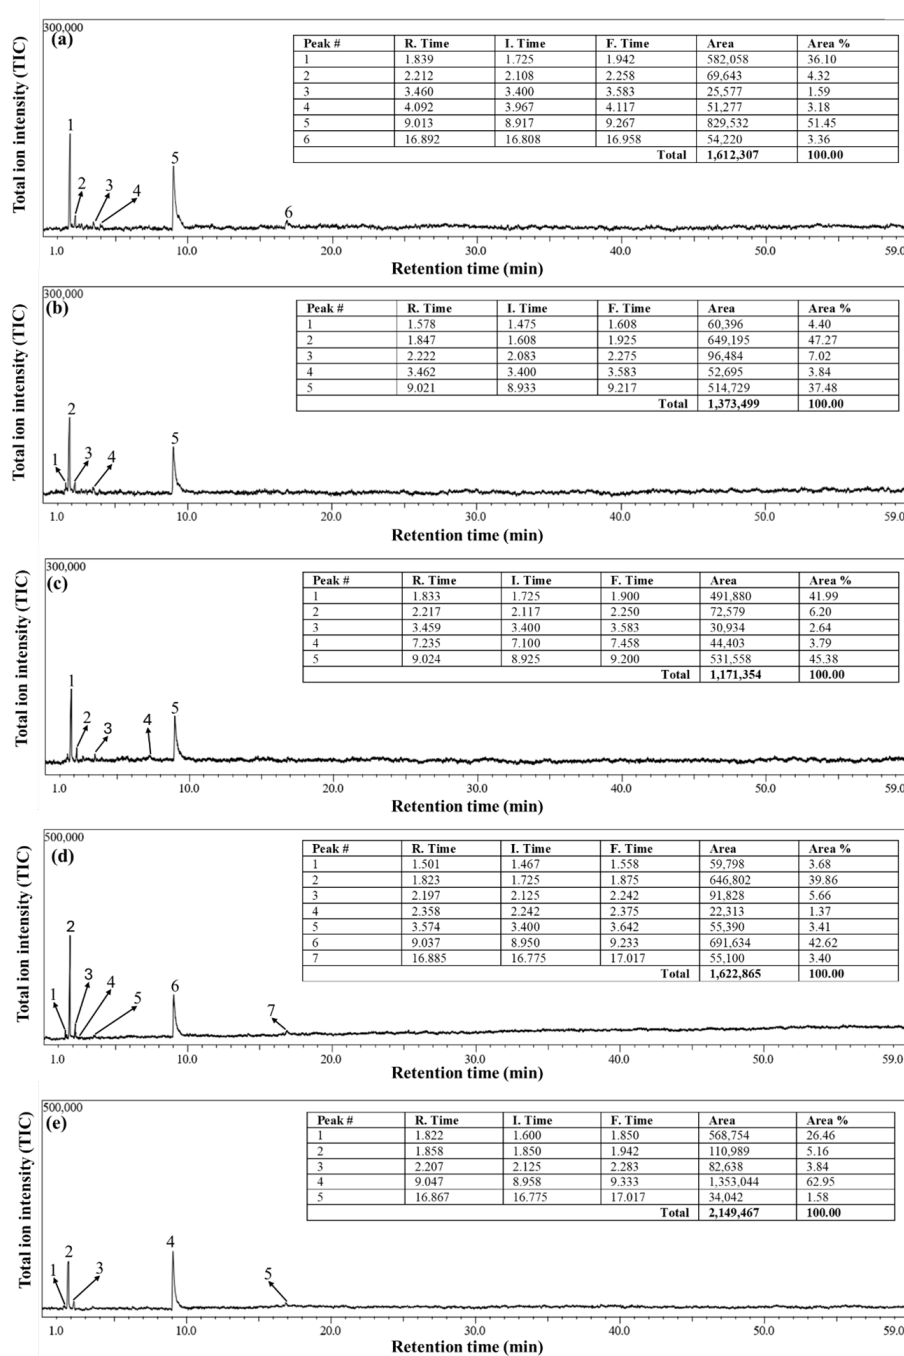 300,000
(a)
Total ion intensity (TIC)
Peak # R. Time I. Time F. Time Area Area %
1 1.839 1.725 1.942 582,058 36.10
2 2.212 2.108 2.258 69,643 4.32
3 3.460 3.400 3.583 25,577 1.59
4 4.092 3.967 4.117 51,277 3.18
5 9.013 8.917 9.267 829,532 51.45
6 16.892 16.808 16.958 54,220 3.36
Total 1,612,307 100.00
1 2 3 4 5 6
1.0 10.0 20.0 30.0 40.0 50.0 59.0
Retention time (min)
300,000
(b)
Total ion intensity (TIC)
Peak # R. Time I. Time F. Time Area Area %
1 1.578 1.475 1.608 60,396 4.40
2 1.847 1.608 1.925 649,195 47.27
3 2.222 2.083 2.275 96,484 7.02
4 3.462 3.400 3.583 52,695 3.84
5 9.021 8.933 9.217 514,729 37.48
Total 1,373,499 100.00
1 2 3 4 5
1.0 10.0 20.0 30.0 40.0 50.0 59.0
Retention time (min)
300,000
(c)
Total ion intensity (TIC)
Peak # R. Time I. Time F. Time Area Area %
1 1.833 1.725 1.900 491,880 41.99
2 2.217 2.117 2.250 72,579 6.20
3 3.459 3.400 3.583 30,934 2.64
4 7.235 7.100 7.458 44,403 3.79
5 9.024 8.925 9.200 531,558 45.38
Total 1,171,354 100.00
1 2 3 4 5
1.0 10.0 20.0 30.0 40.0 50.0 59.0
Retention time (min)
500,000
(d)
Total ion intensity (TIC)
Peak # R. Time I. Time F. Time Area Area %
1 1.501 1.467 1.558 59,798 3.68
2 1.823 1.725 1.875 646,802 39.86
3 2.197 2.125 2.242 91,828 5.66
4 2.358 2.242 2.375 22,313 1.37
5 3.574 3.400 3.642 55,390 3.41
6 9.037 8.950 9.233 691,634 42.62
7 16.885 16.775 17.017 55,100 3.40
Total 1,622,865 100.00
1 2 3 4 5 6 7
1.0 10.0 20.0 30.0 40.0 50.0 59.0
Retention time (min)
500,000
(e)
Total ion intensity (TIC)
Peak # R. Time I. Time F. Time Area Area %
1 1.822 1.600 1.850 568,754 26.46
2 1.858 1.850 1.942 110,989 5.16
3 2.207 2.125 2.283 82,638 3.84
4 9.047 8.958 9.333 1,353,044 62.95
5 16.867 16.775 17.017 34,042 1.58
Total 2,149,467 100.00
1 2 3 4 5
1.0 10.0 20.0 30.0 40.0 50.0 59.0
Retention time (min)